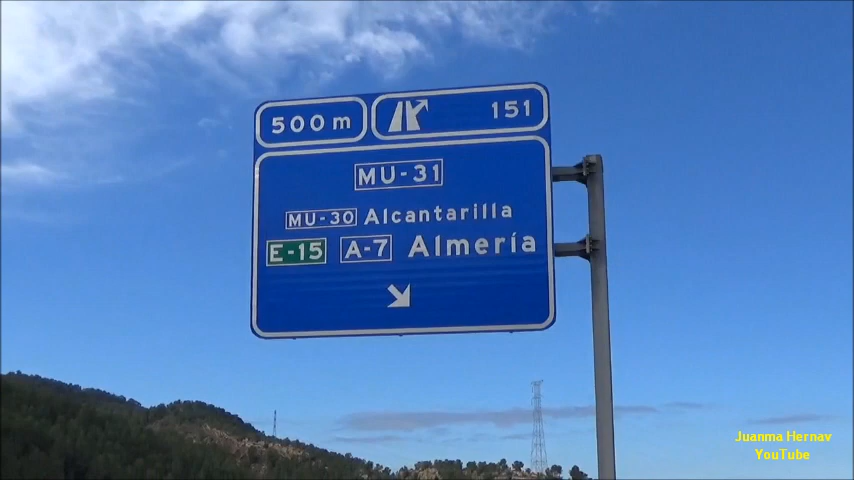 500 m 151
MU-31
MU-30 Alcantarilla
E-15 A-7 Almería
Juanma Hernav
YouTube